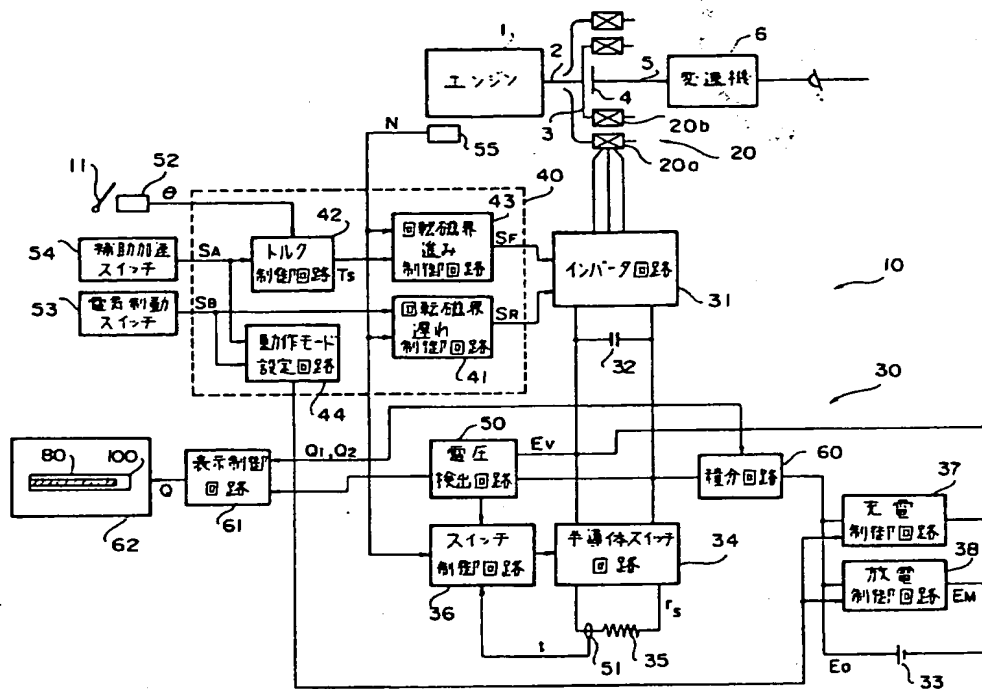 1
エンジン
2
3
4
5
6
変速機
20b
20a
20
N
55
11
52
θ
40
42
43
54
補助加速
スイッチ
SA
トルク
制御回路
TS
回転磁界
進み
制御回路
SF
インバータ回路
31
10
53
電気制動
スイッチ
SB
回転磁界
遅れ
制御回路
SR
41
動作モード
設定回路
44
32
30
50
電圧
検出回路
Ev
Q1,Q2
60
積分回路
80
100
Q
表示制御
回路
61
62
37
充電
制御回路
スイッチ
制御回路
36
半導体スイッチ
回路
34
38
放電
制御回路
EM
rs
i
51
35
Eo
33